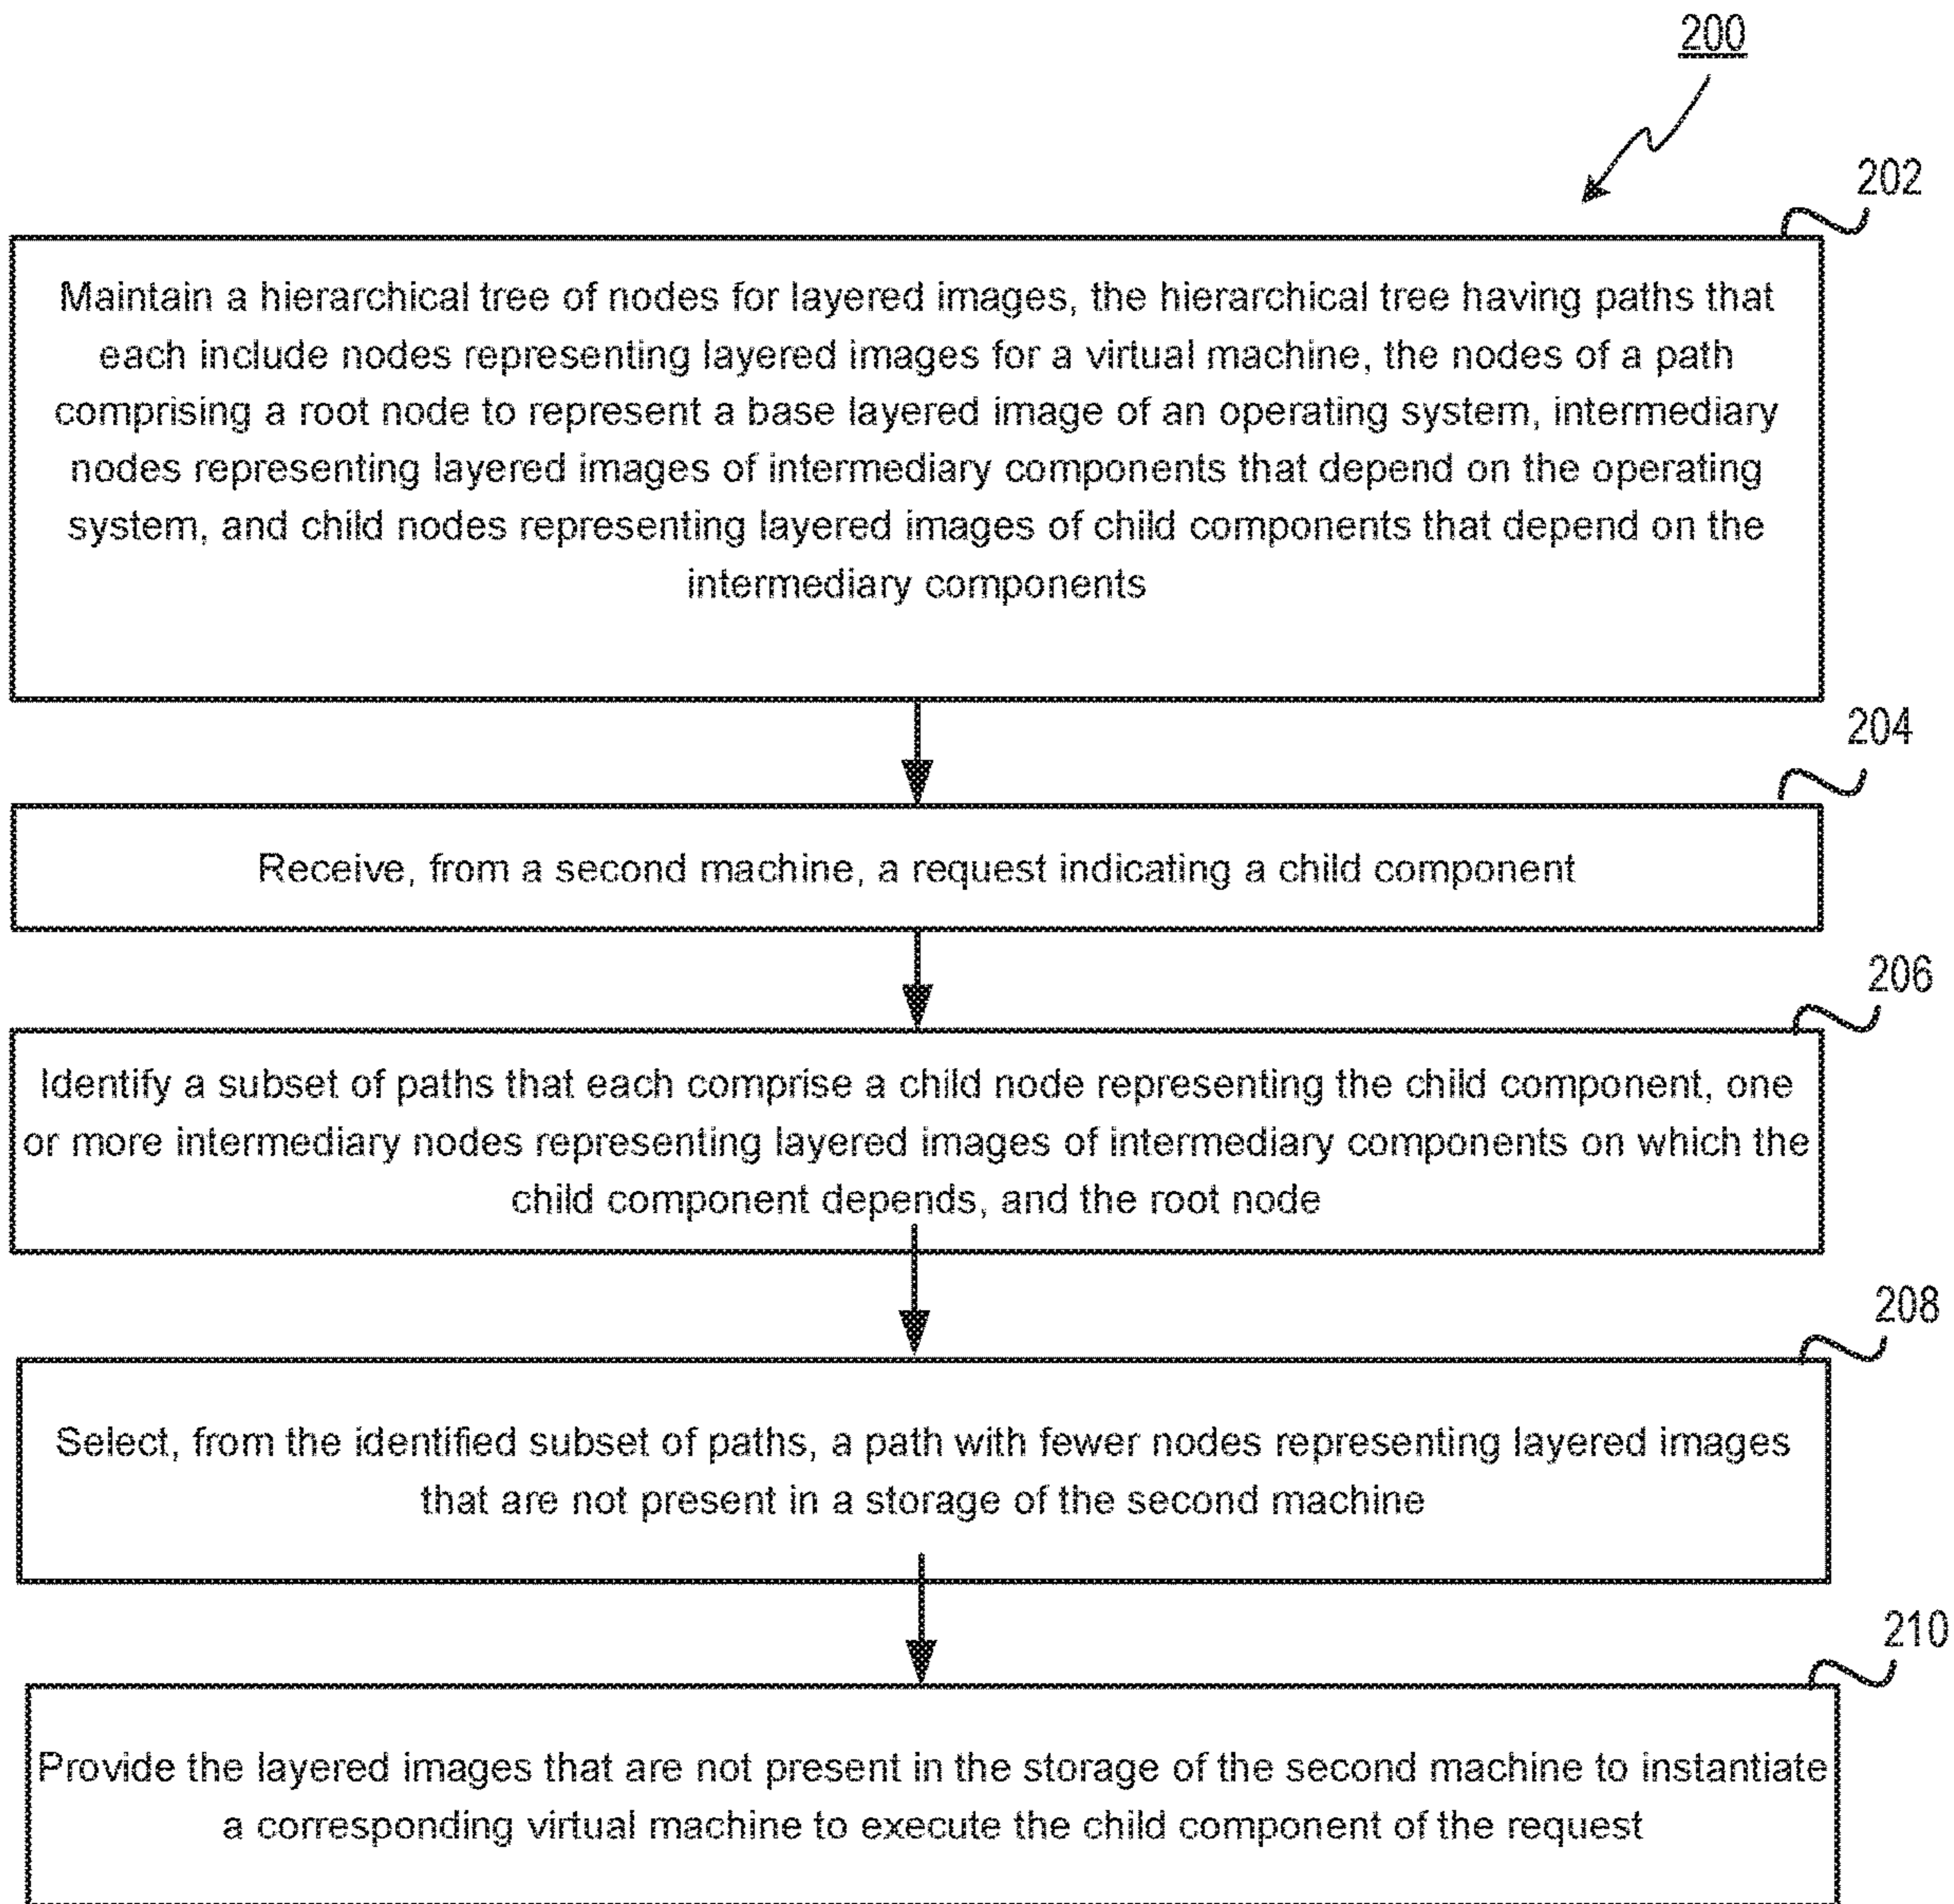 200
202
Maintain a hierarchical tree of nodes for layered images, the hierarchical tree having paths that
each include nodes representing layered images for a virtual machine, the nodes of a path
comprising a root node to represent a base layered image of an operating system, intermediary
nodes representing layered images of intermediary components that depend on the operating
system, and child nodes representing layered images of child components that depend on the
intermediary components
204
Receive, from a second machine, a request indicating a child component
206
Identify a subset of paths that each comprise a child node representing the child component, one
or more intermediary nodes representing layered images of intermediary components on which the
child component depends, and the root node
208
Select, from the identified subset of paths, a path with fewer nodes representing layered images
that are not present in a storage of the second machine
210
Provide the layered images that are not present in the storage of the second machine to instantiate
a corresponding virtual machine to execute the child component of the request